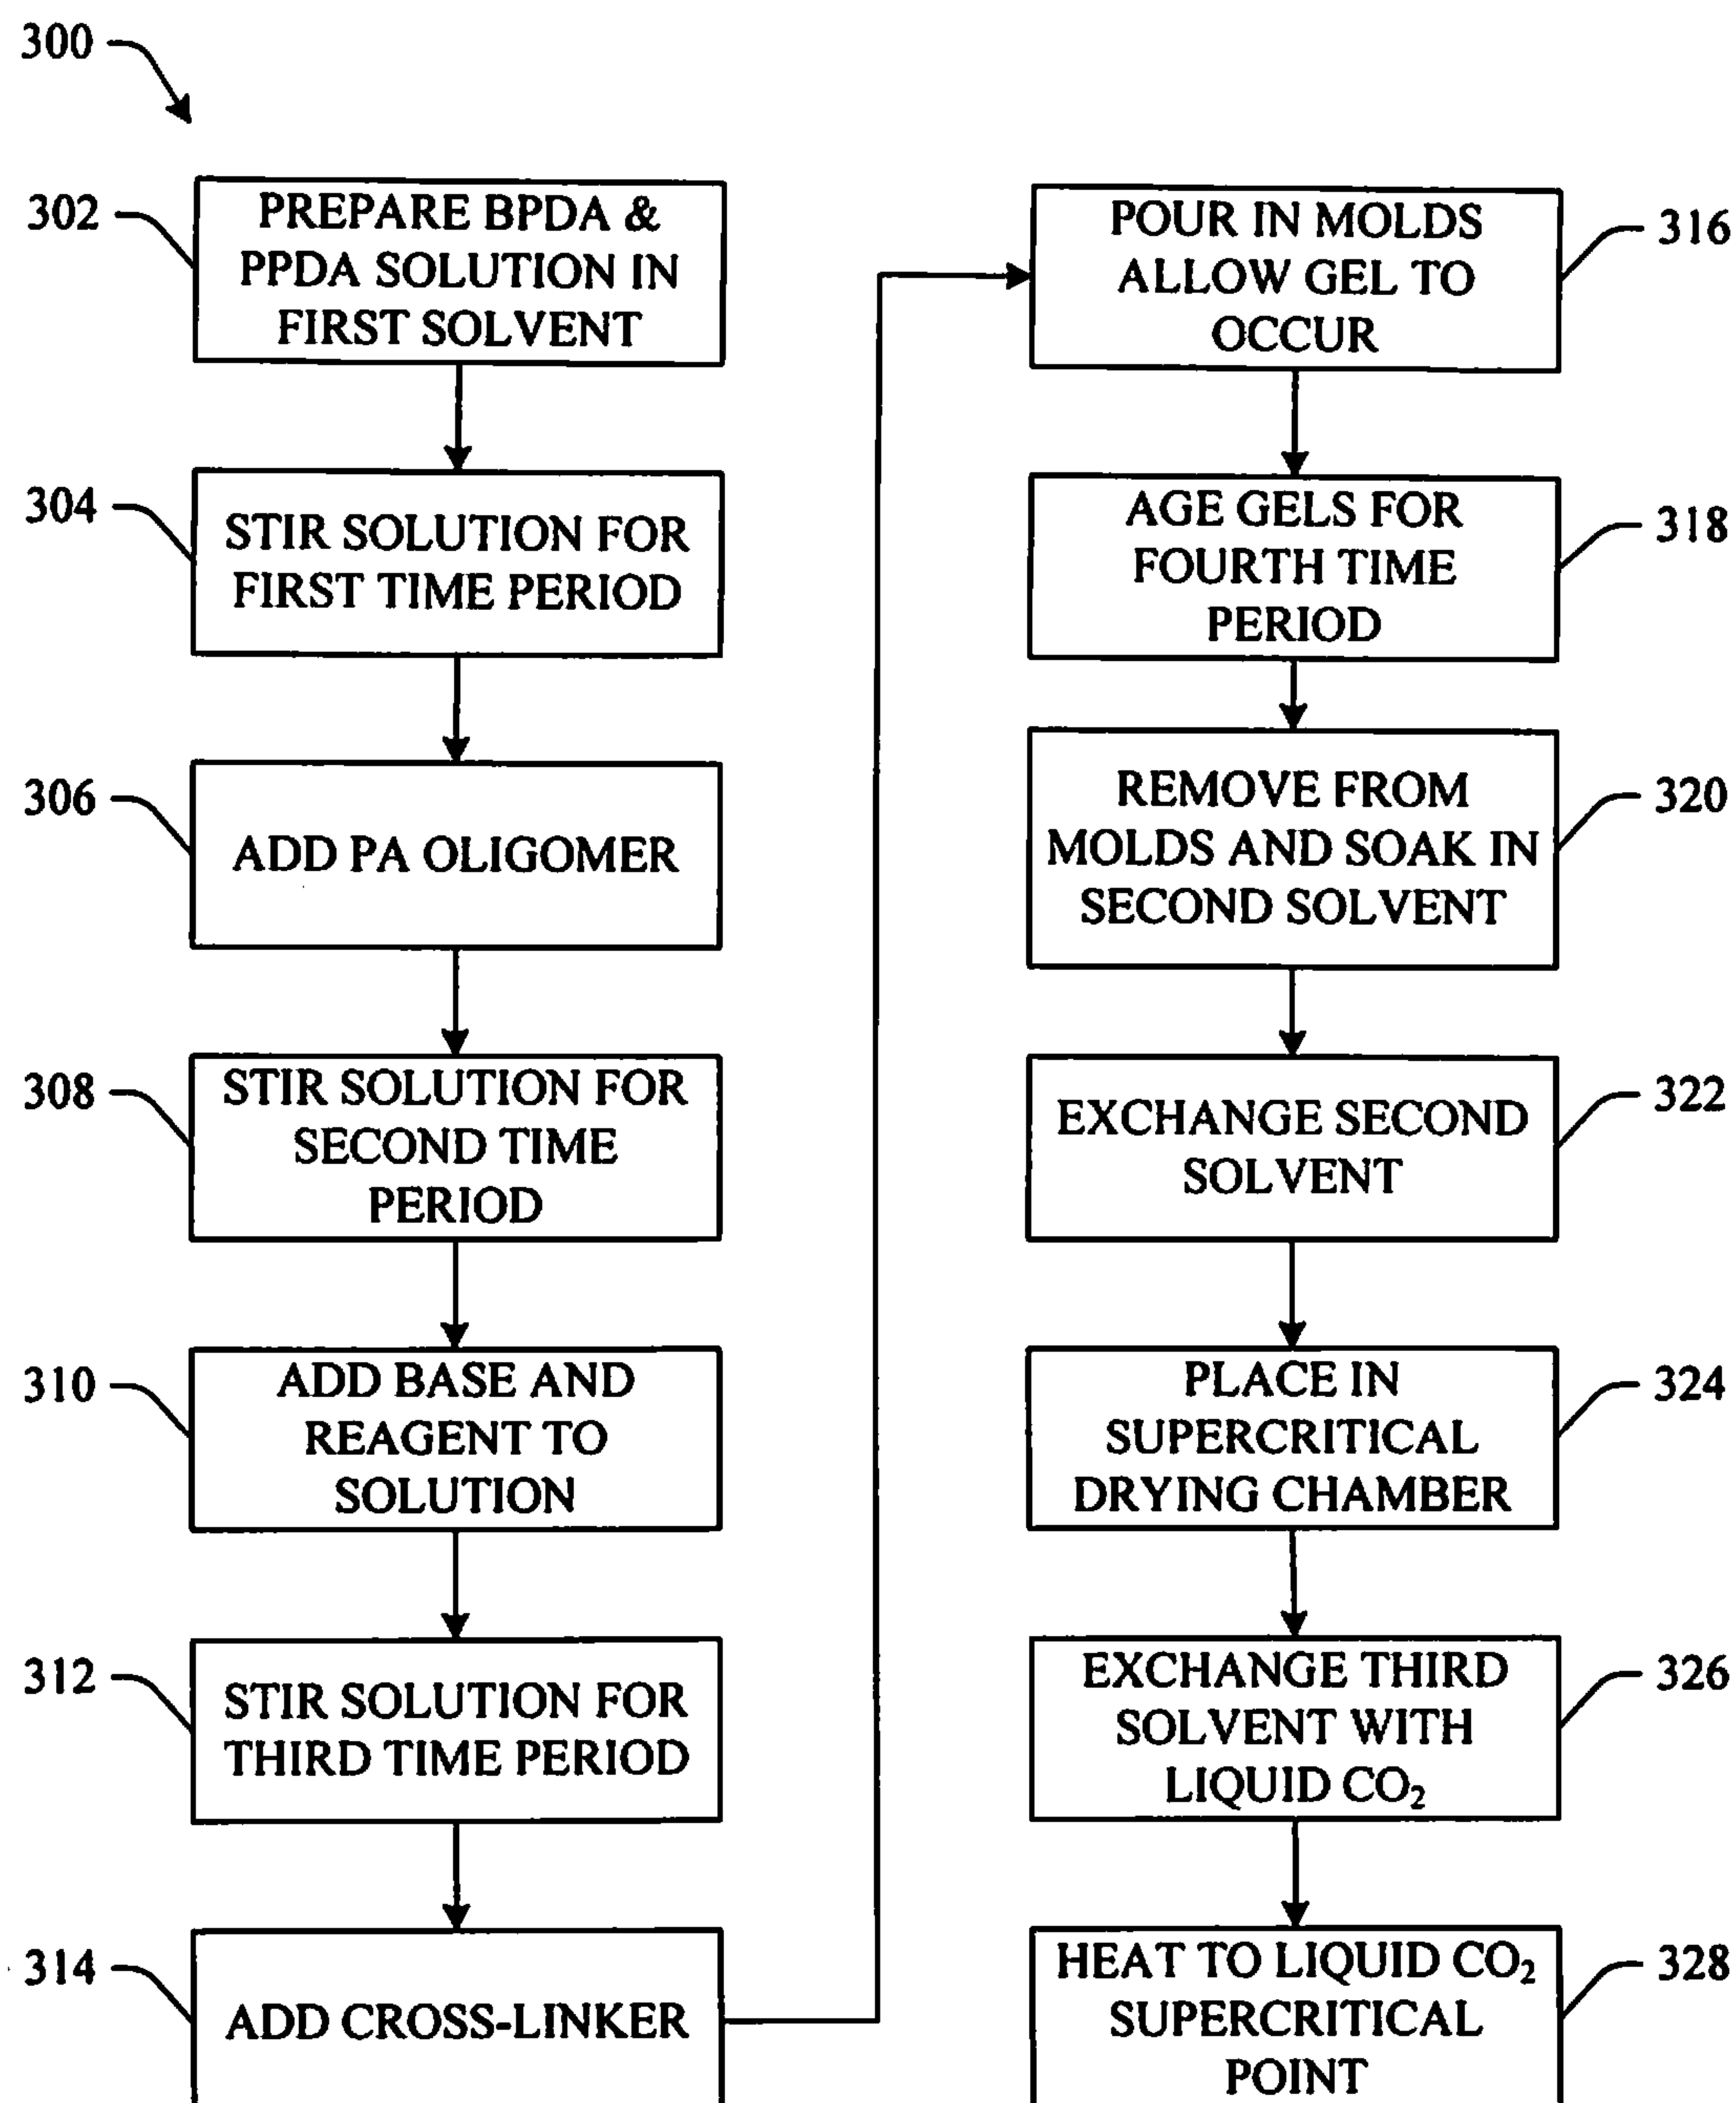 300
302
PREPARE BPDA &
PPDA SOLUTION IN
FIRST SOLVENT
304
STIR SOLUTION FOR
FIRST TIME PERIOD
306
ADD PA OLIGOMER
308
STIR SOLUTION FOR
SECOND TIME
PERIOD
310
ADD BASE AND
REAGENT TO
SOLUTION
312
STIR SOLUTION FOR
THIRD TIME PERIOD
314
ADD CROSS-LINKER
POUR IN MOLDS
ALLOW GEL TO
OCCUR
316
AGE GELS FOR
FOURTH TIME
PERIOD
318
REMOVE FROM
MOLDS AND SOAK IN
SECOND SOLVENT
320
EXCHANGE SECOND
SOLVENT
322
PLACE IN
SUPERCRITICAL
DRYING CHAMBER
324
EXCHANGE THIRD
SOLVENT WITH
LIQUID CO₂
326
HEAT TO LIQUID CO₂
SUPERCRITICAL
POINT
328